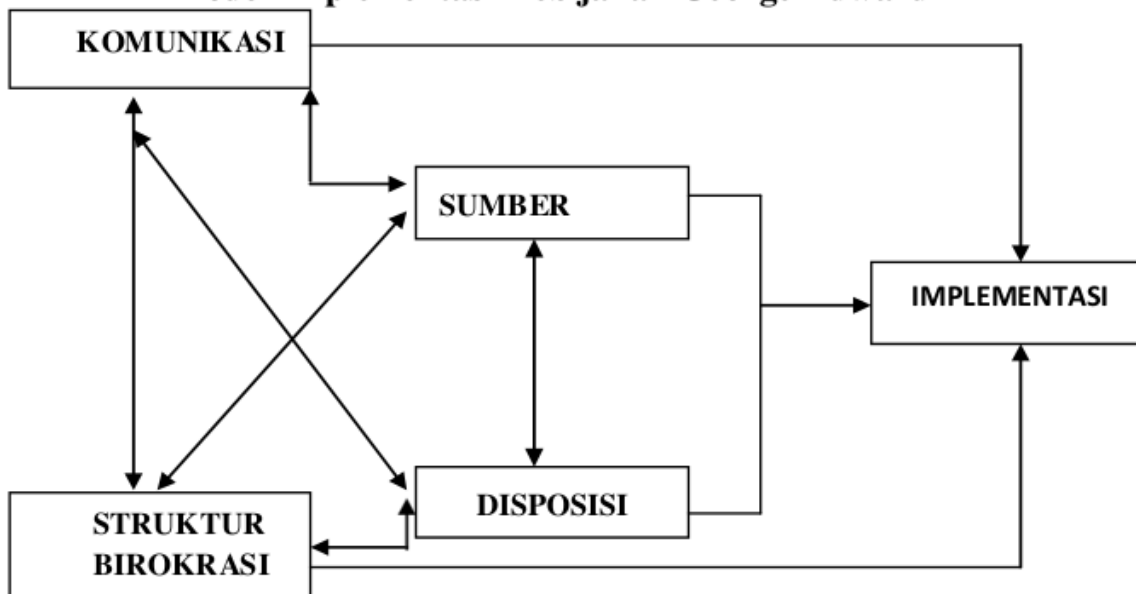 KOMUNIKASI
SUMBER
IMPLEMENTASI
DISPOSISI
STRUKTUR
BIROKRASI